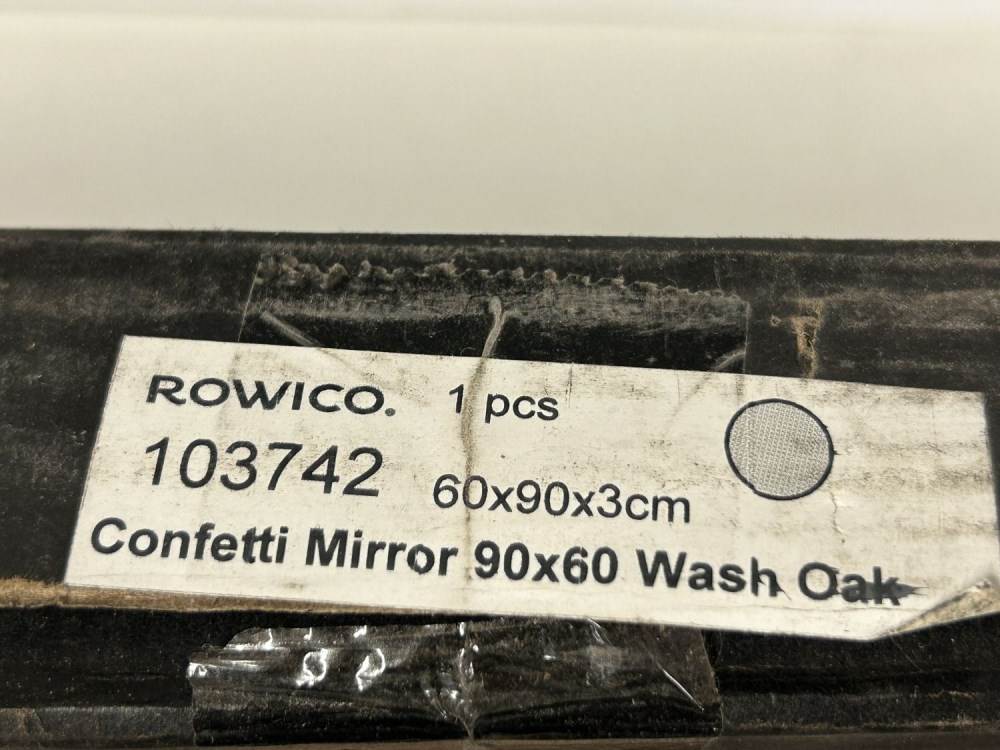 ROWICO. 1 pcs
103742 60x90x3cm
Confetti Mirror 90x60 Wash Oak